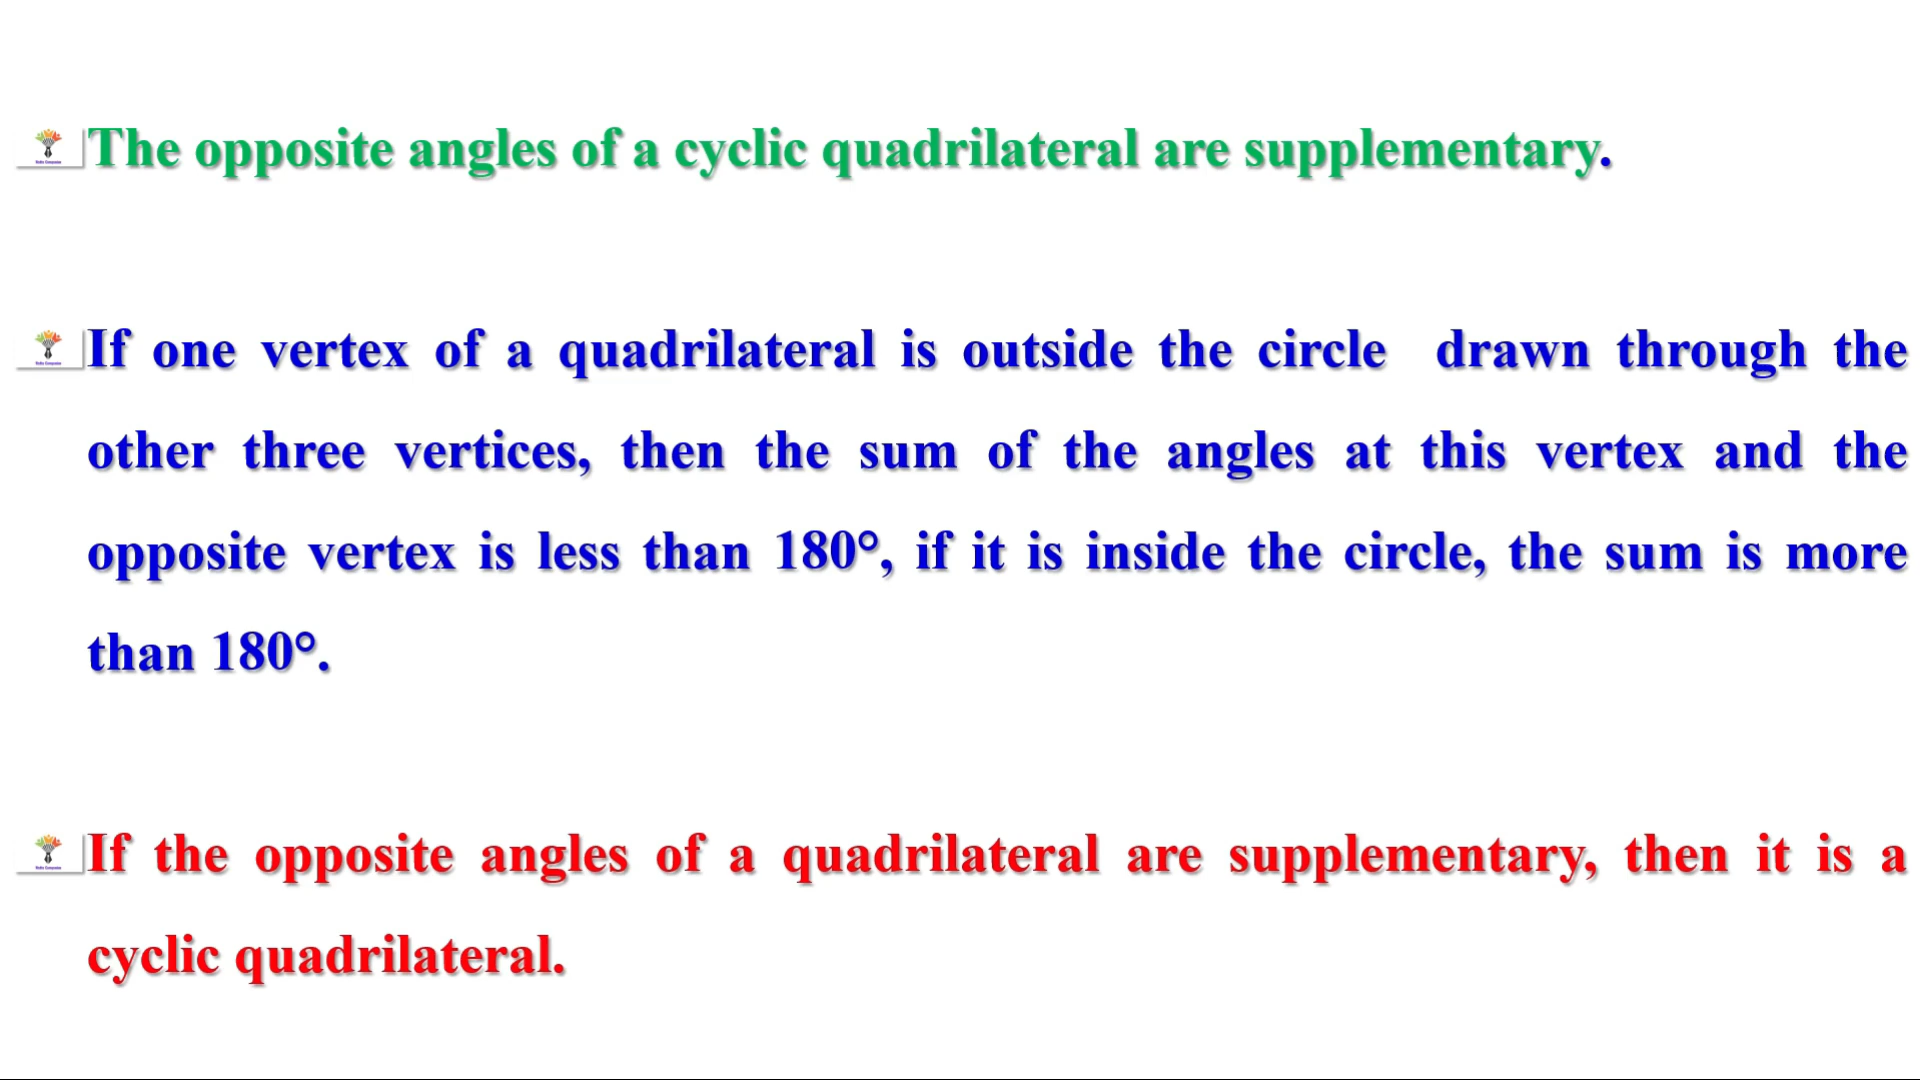 The opposite angles of a cyclic quadrilateral are supplementary.
If one vertex of a quadrilateral is outside the circle drawn through the
other three vertices, then the sum of the angles at this vertex and the
opposite vertex is less than 180°, if it is inside the circle, the sum is more
than 180°.
If the opposite angles of a quadrilateral are supplementary, then it is a
cyclic quadrilateral.